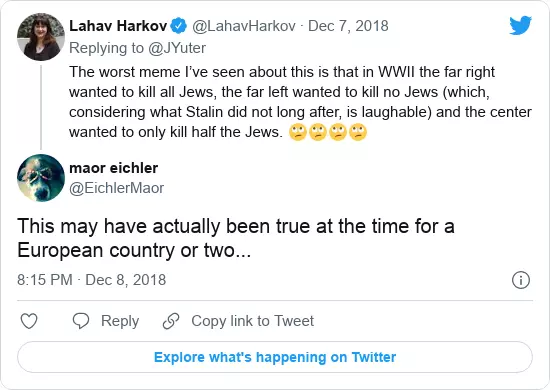 Lahav Harkov @LahavHarkov · Dec 7, 2018
Replying to @JYuter
The worst meme I’ve seen about this is that in WWII the far right
wanted to kill all Jews, the far left wanted to kill no Jews (which,
considering what Stalin did not long after, is laughable) and the center
wanted to only kill half the Jews. 🙄🙄🙄🙄
maor eichler
@EichlerMaor
This may have actually been true at the time for a
European country or two...
8:15 PM · Dec 8, 2018
Reply Copy link to Tweet
Explore what's happening on Twitter